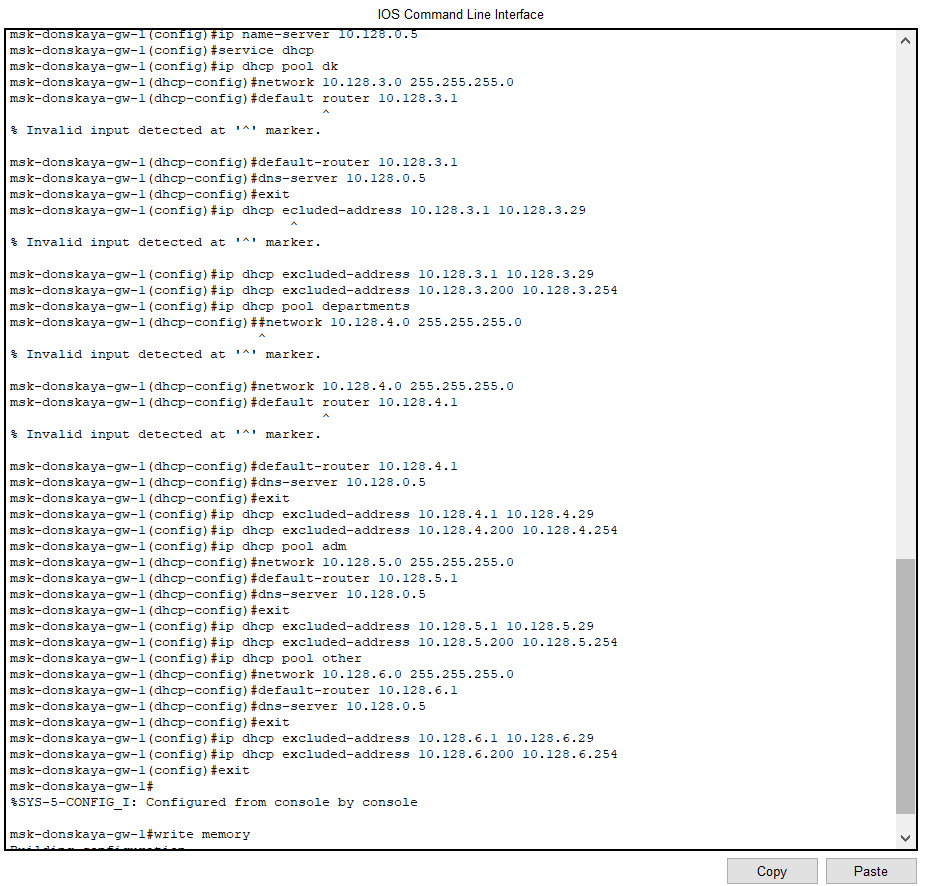 IOS Command Line Interface
msk-donskaya-gw-1(config)#ip name-server 10.128.0.5
msk-donskaya-gw-1(config)#service dhcp
msk-donskaya-gw-1(config)#ip dhcp pool dk
msk-donskaya-gw-1(dhcp-config)#network 10.128.3.0 255.255.255.0
msk-donskaya-gw-1(dhcp-config)#default router 10.128.3.1
^
% Invalid input detected at '^' marker.
msk-donskaya-gw-1(dhcp-config)#default-router 10.128.3.1
msk-donskaya-gw-1(dhcp-config)#dns-server 10.128.0.5
msk-donskaya-gw-1(dhcp-config)#exit
msk-donskaya-gw-1(config)#ip dhcp ecluded-address 10.128.3.1 10.128.3.29
^
% Invalid input detected at '^' marker.
msk-donskaya-gw-1(config)#ip dhcp excluded-address 10.128.3.1 10.128.3.29
msk-donskaya-gw-1(config)#ip dhcp excluded-address 10.128.3.200 10.128.3.254
msk-donskaya-gw-1(config)#ip dhcp pool departments
msk-donskaya-gw-1(dhcp-config)##network 10.128.4.0 255.255.255.0
^
% Invalid input detected at '^' marker.
msk-donskaya-gw-1(dhcp-config)#network 10.128.4.0 255.255.255.0
msk-donskaya-gw-1(dhcp-config)#default router 10.128.4.1
^
% Invalid input detected at '^' marker.
msk-donskaya-gw-1(dhcp-config)#default-router 10.128.4.1
msk-donskaya-gw-1(dhcp-config)#dns-server 10.128.0.5
msk-donskaya-gw-1(dhcp-config)#exit
msk-donskaya-gw-1(config)#ip dhcp excluded-address 10.128.4.1 10.128.4.29
msk-donskaya-gw-1(config)#ip dhcp excluded-address 10.128.4.200 10.128.4.254
msk-donskaya-gw-1(config)#ip dhcp pool adm
msk-donskaya-gw-1(dhcp-config)#network 10.128.5.0 255.255.255.0
msk-donskaya-gw-1(dhcp-config)#default-router 10.128.5.1
msk-donskaya-gw-1(dhcp-config)#dns-server 10.128.0.5
msk-donskaya-gw-1(dhcp-config)#exit
msk-donskaya-gw-1(config)#ip dhcp excluded-address 10.128.5.1 10.128.5.29
msk-donskaya-gw-1(config)#ip dhcp excluded-address 10.128.5.200 10.128.5.254
msk-donskaya-gw-1(config)#ip dhcp pool other
msk-donskaya-gw-1(dhcp-config)#network 10.128.6.0 255.255.255.0
msk-donskaya-gw-1(dhcp-config)#default-router 10.128.6.1
msk-donskaya-gw-1(dhcp-config)#dns-server 10.128.0.5
msk-donskaya-gw-1(dhcp-config)#exit
msk-donskaya-gw-1(config)#ip dhcp excluded-address 10.128.6.1 10.128.6.29
msk-donskaya-gw-1(config)#ip dhcp excluded-address 10.128.6.200 10.128.6.254
msk-donskaya-gw-1(config)#exit
msk-donskaya-gw-1#
%SYS-5-CONFIG_I: Configured from console by console
msk-donskaya-gw-1#write memory
Copy
Paste